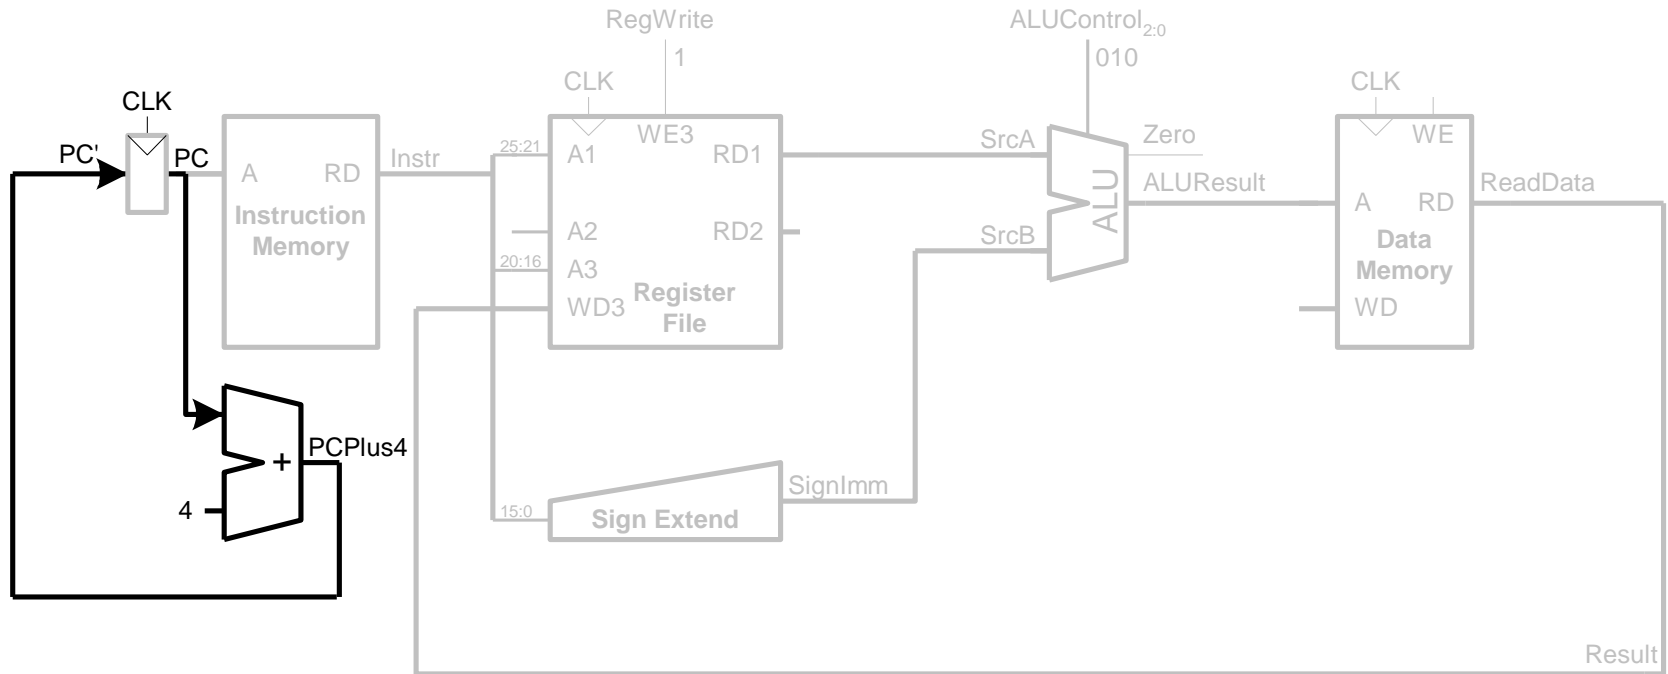 RegWrite
1
ALUControl2:0
010
CLK
PC'
PC
A RD
Instruction
Memory
Instr
CLK
WE3
25:21
A1
RD1
A2
RD2
20:16
A3
WD3
Register
File
SrcA
SrcB
ALU
Zero
ALUResult
CLK
WE
A RD
Data
Memory
WD
ReadData
PCPlus4
+
4
15:0
Sign Extend
SignImm
Result